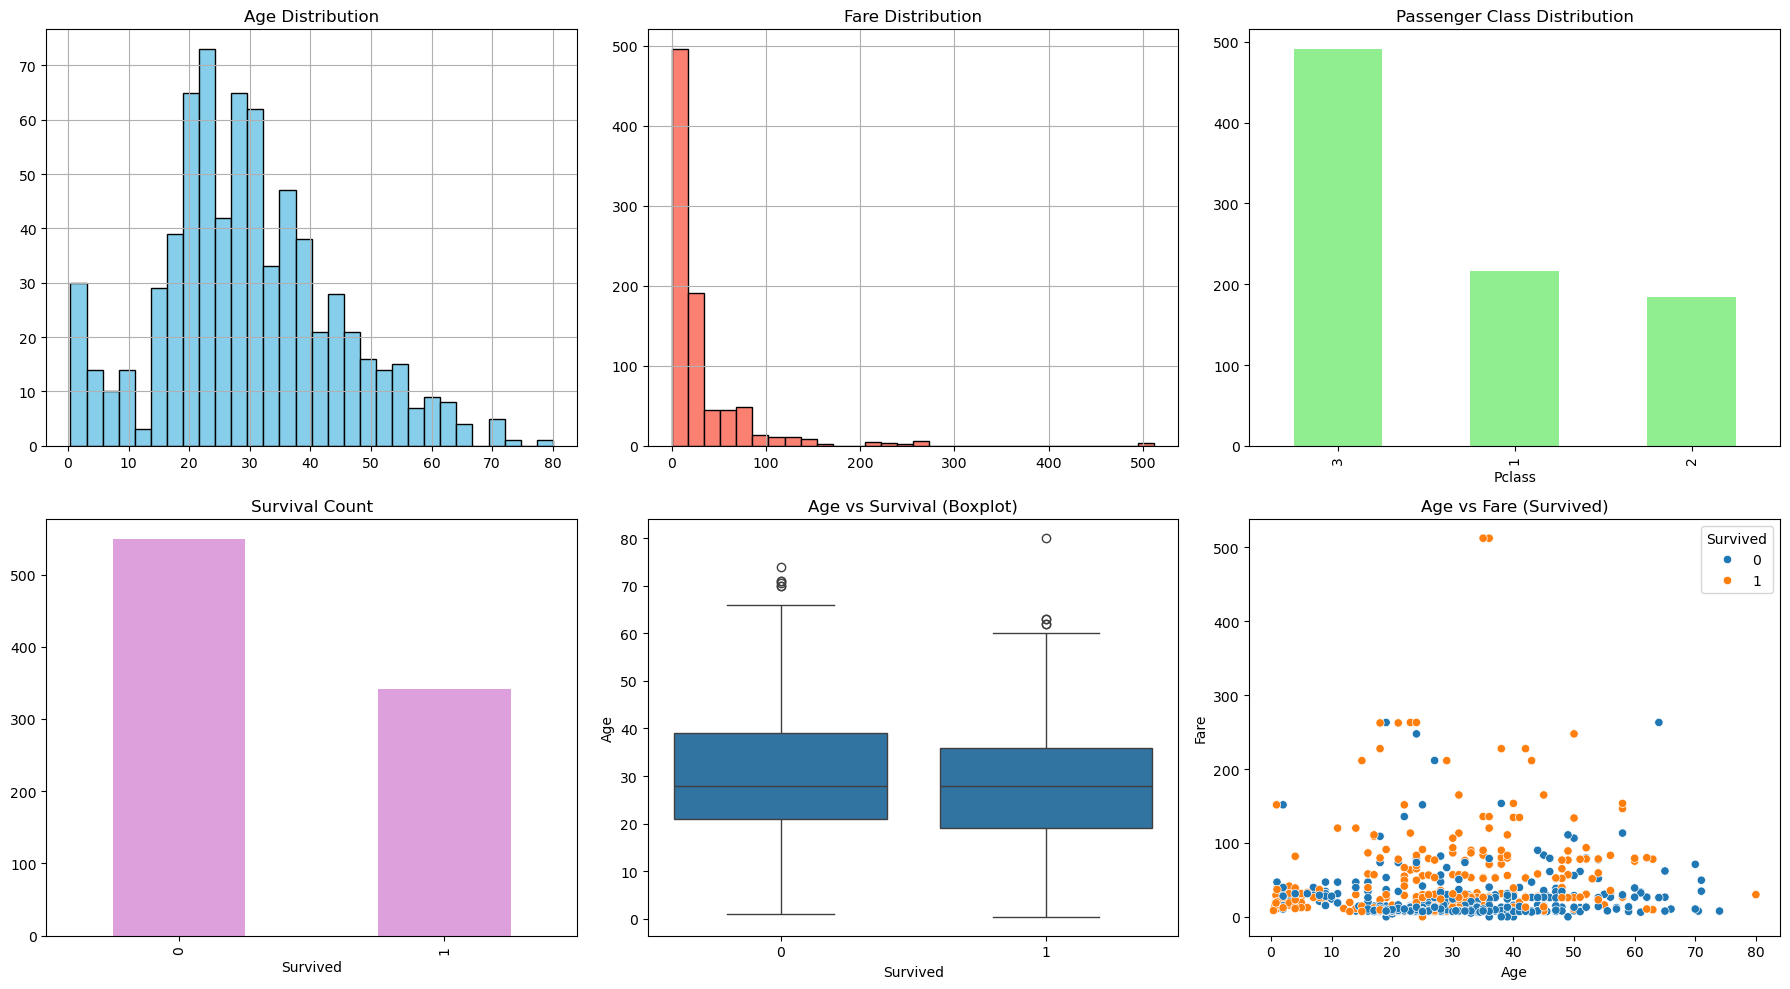 Age Distribution
70
60
50
40
30
20
10
0
0 10 20 30 40 50 60 70 80
Fare Distribution
500
400
300
200
100
0
0 100 200 300 400 500
Passenger Class Distribution
500
400
300
200
100
0
3 1 2
Pclass
Survival Count
500
400
300
200
100
0
0 1
Survived
Age vs Survival (Boxplot)
Age
80
70
60
50
40
30
20
10
0
0 1
Survived
Age vs Fare (Survived)
Survived
0
1
Fare
500
400
300
200
100
0
0 10 20 30 40 50 60 70 80
Age